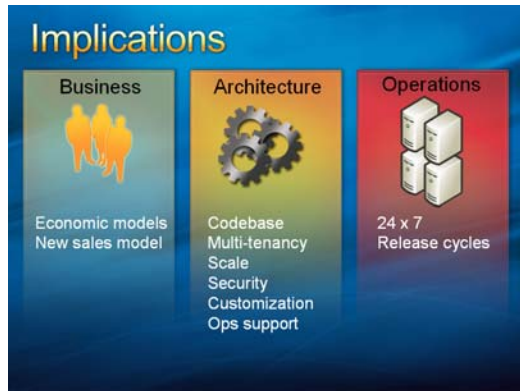 Implications
Business
Economic models
New sales model
Architecture
Codebase
Multi-tenancy
Scale
Security
Customization
Ops support
Operations
24 x 7
Release cycles